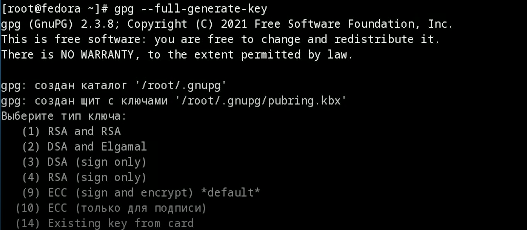 [root@fedora ~]# gpg --full-generate-key
gpg (GnuPG) 2.3.8; Copyright (C) 2021 Free Software Foundation, Inc.
This is free software: you are free to change and redistribute it.
There is NO WARRANTY, to the extent permitted by law.
gpg: создан каталог '/root/.gnupg'
gpg: создан щит с ключами '/root/.gnupg/pubring.kbx'
Выберите тип ключа:
(1) RSA and RSA
(2) DSA and Elgamal
(3) DSA (sign only)
(4) RSA (sign only)
(9) ECC (sign and encrypt) *default*
(10) ECC (только для подписи)
(14) Existing key from card